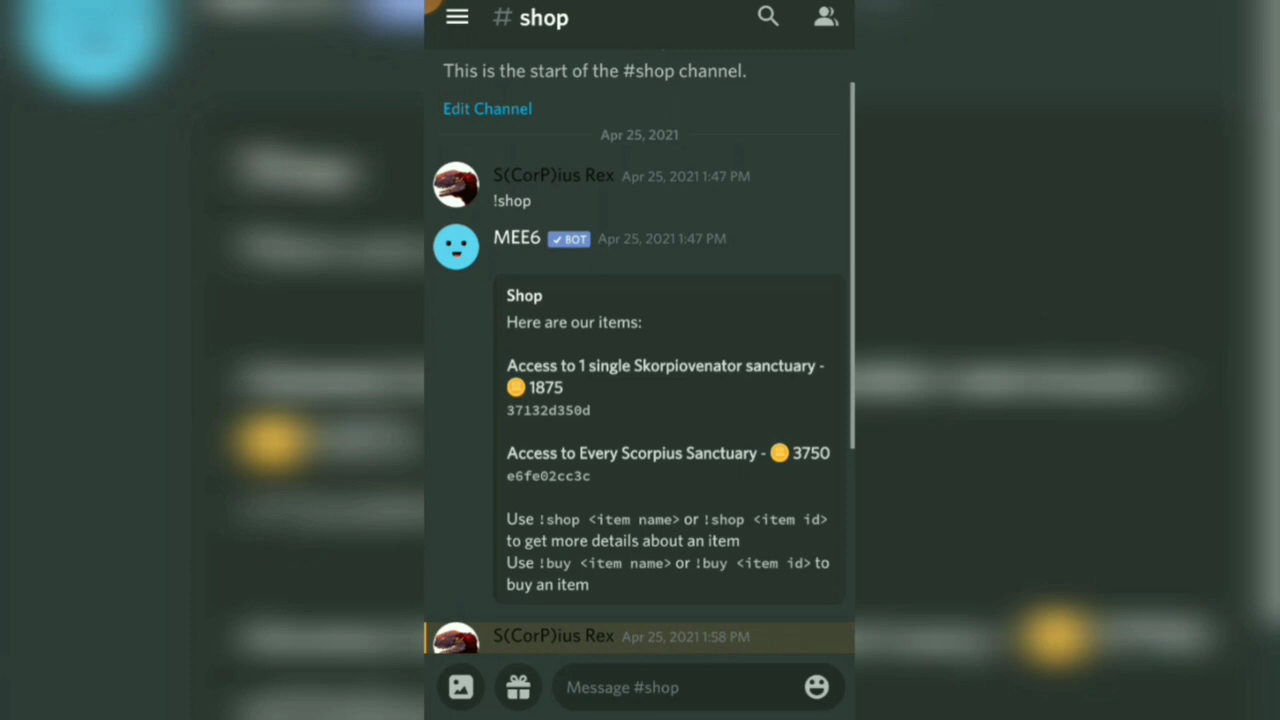 # shop
This is the start of the #shop channel.
Edit Channel
Apr 25, 2021
S(CorP)ius Rex Apr 25, 2021 1:47 PM
!shop
MEE6 ✓ BOT Apr 25, 2021 1:47 PM
Shop
Here are our items:
Access to 1 single Skorpiovenator sanctuary -
1875
37132d350d
Access to Every Scorpius Sanctuary - 3750
e6fe02cc3c
Use !shop <item name> or !shop <item id>
to get more details about an item
Use !buy <item name> or !buy <item id> to
buy an item
S(CorP)ius Rex Apr 25, 2021 1:58 PM
Message #shop